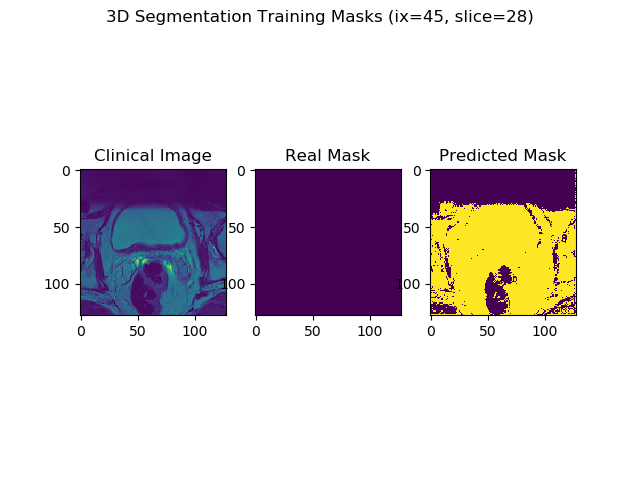 3D Segmentation Training Masks (ix=45, slice=28)
Clinical Image Real Mask Predicted Mask
0 0 0
50 50 50
100 100 100
0 50 100 0 50 100 0 50 100